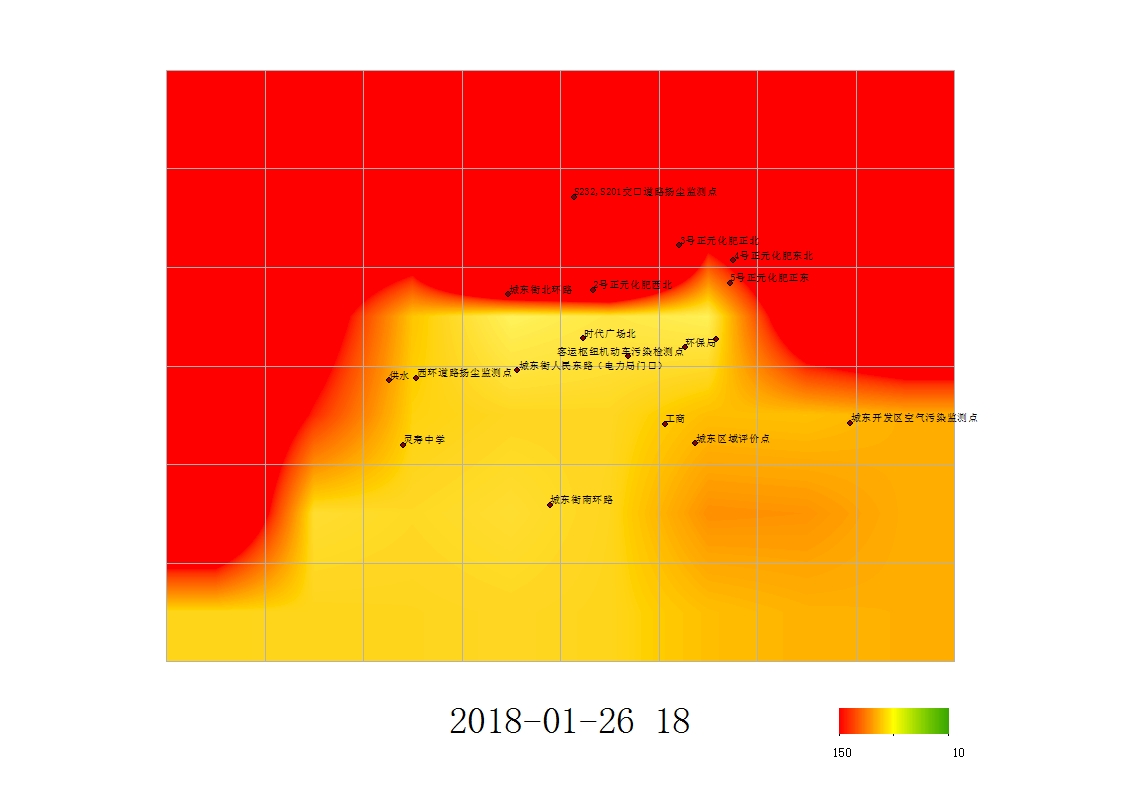 S232,S201交口道路扬尘监测点
3号正元化肥正北
4号正元化肥东北
5号正元化肥正东
2号正元化肥西北
城东街北环路
时代广场北
环保局
客运枢纽机动车污染检测点
城东街人民东路（电力局门口）
供水
西环道路扬尘监测点
工商
城东开发区空气污染监测点
灵寿中学
城东区域评价点
城东街南环路
2018-01-26 18
150
10